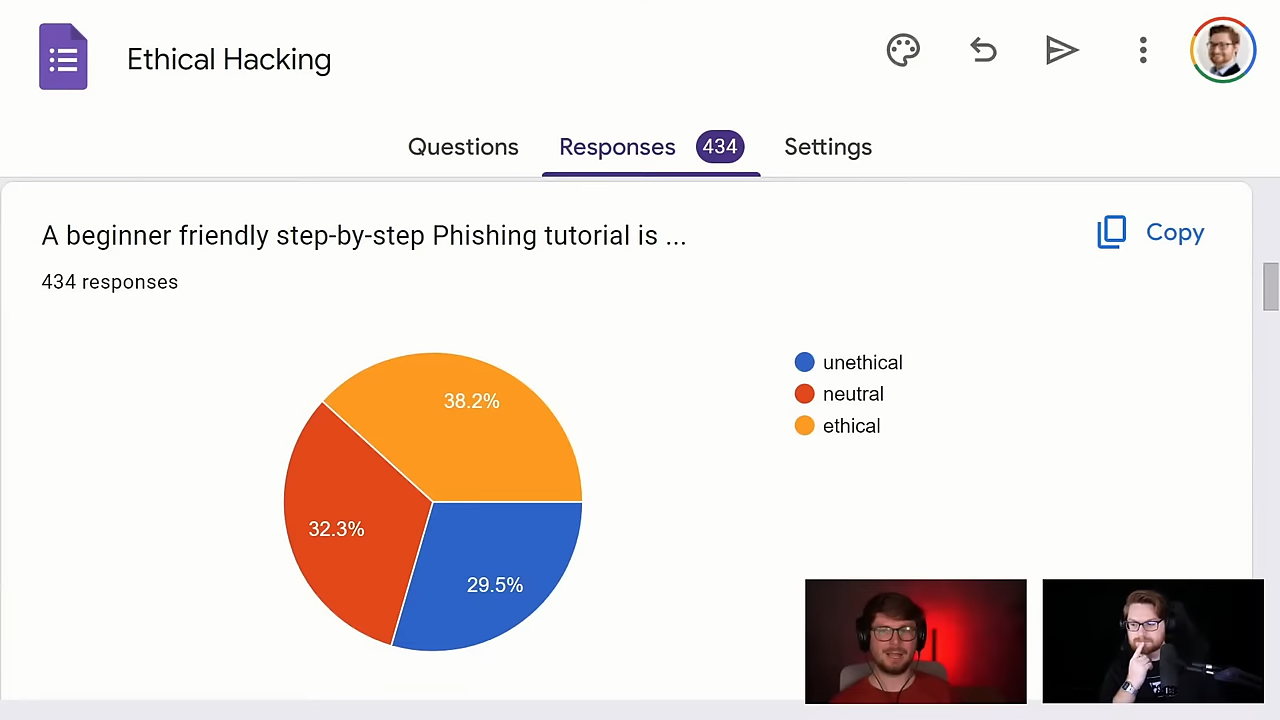 Ethical Hacking
Questions Responses 434 Settings
A beginner friendly step-by-step Phishing tutorial is ...
Copy
434 responses
unethical
neutral
ethical
38.2%
32.3%
29.5%